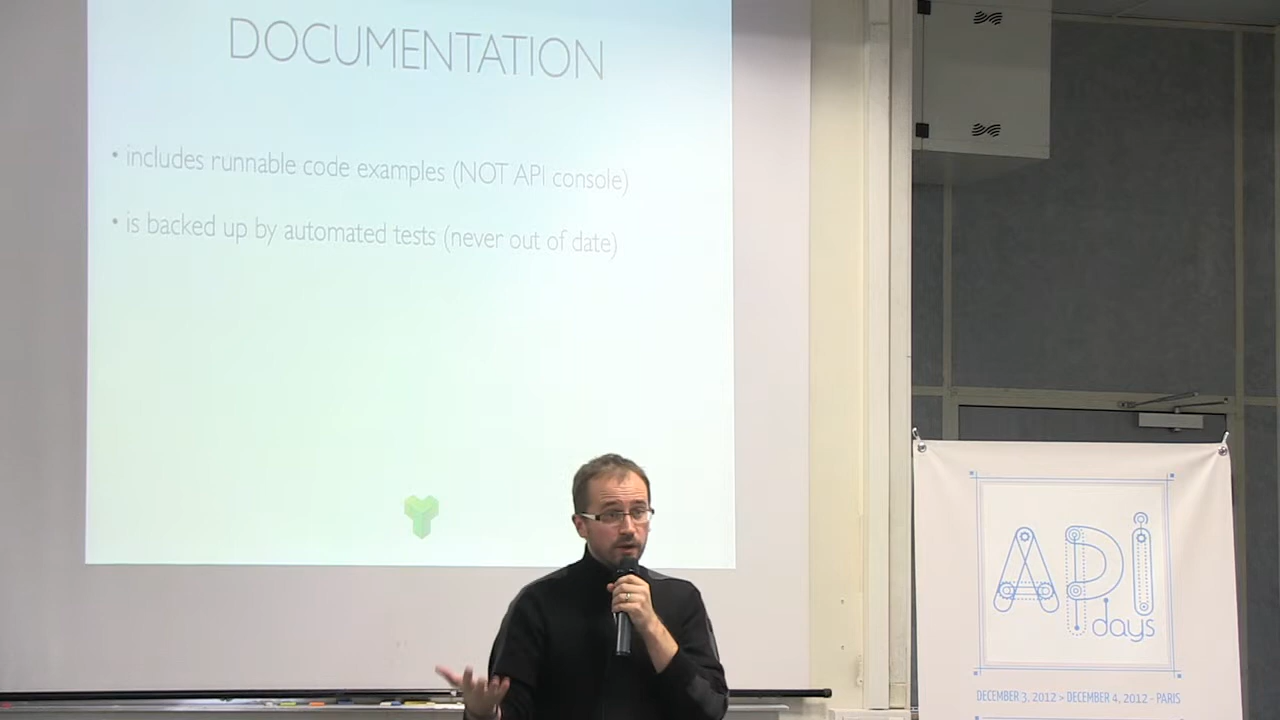 DOCUMENTATION
• includes runnable code examples (NOT API console)
• is backed up by automated tests (never out of date)
API
days
DECEMBER 3, 2012 > DECEMBER 4, 2012 - PARIS